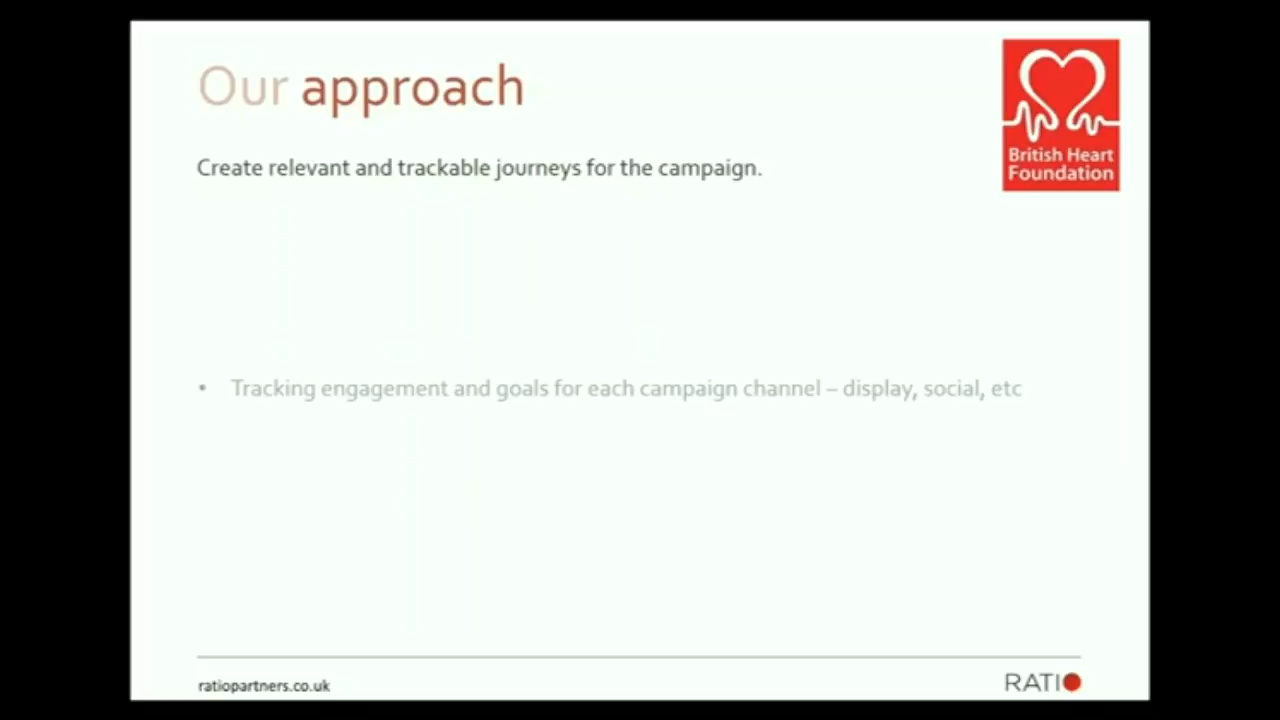 Our approach
British Heart
Foundation
Create relevant and trackable journeys for the campaign.
• Tracking engagement and goals for each campaign channel – display, social, etc
ratiopartners.co.uk
RATIO